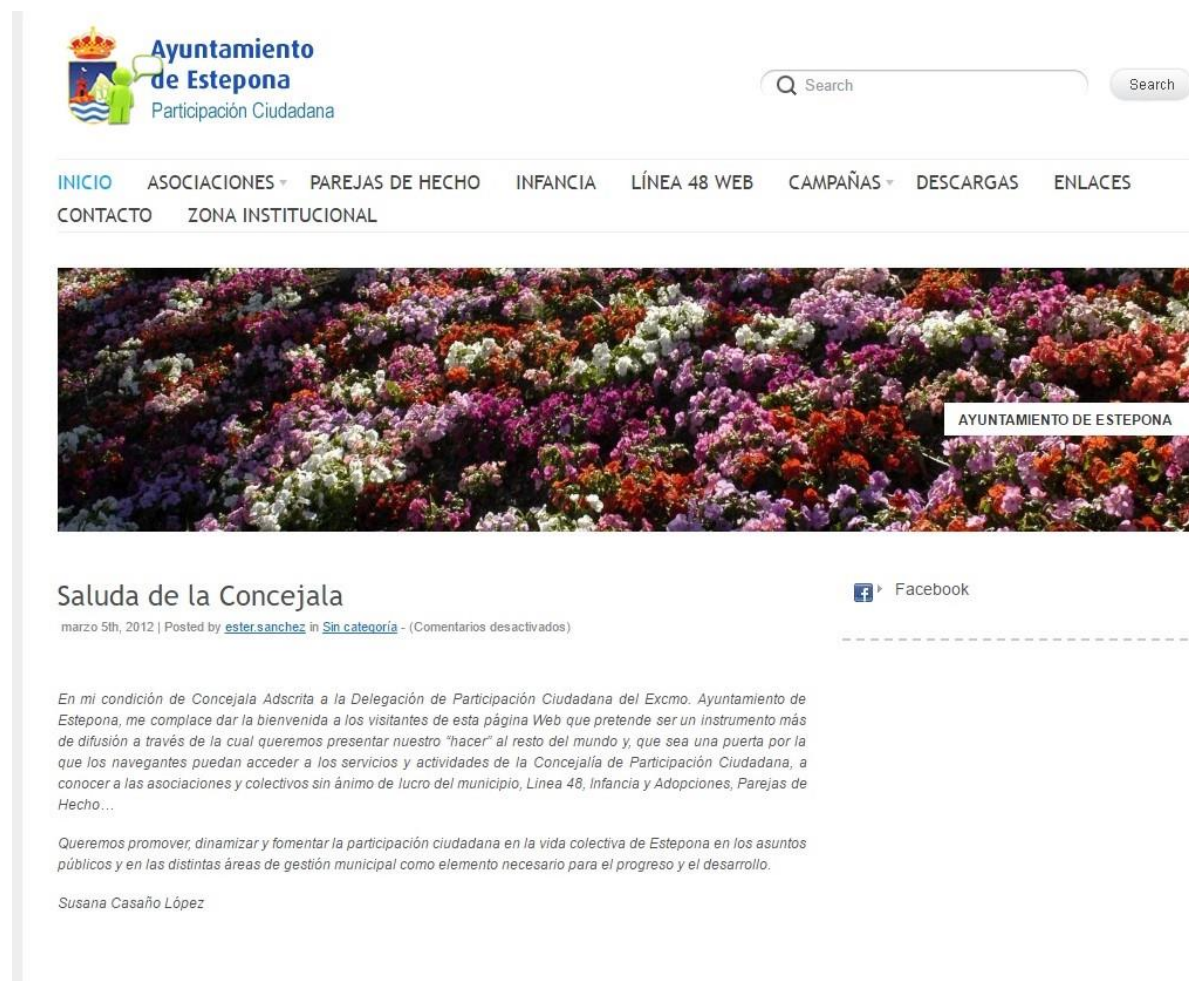 Ayuntamiento
de Estepona
Participación Ciudadana
Search
Search
INICIO ASOCIACIONES PAREJAS DE HECHO INFANCIA LÍNEA 48 WEB CAMPAÑAS DESCARGAS ENLACES
CONTACTO ZONA INSTITUCIONAL
AYUNTAMIENTO DE ESTEPONA
Saluda de la Concejala
marzo 5th, 2012 | Posted by ester.sanchez in Sin categoría - (Comentarios desactivados)
Facebook
En mi condición de Concejala Adscrita a la Delegación de Participación Ciudadana del Excmo. Ayuntamiento de
Estepona, me complace dar la bienvenida a los visitantes de esta página Web que pretende ser un instrumento más
de difusión a través de la cual queremos presentar nuestro “hacer” al resto del mundo y, que sea una puerta por la
que los navegantes puedan acceder a los servicios y actividades de la Concejalía de Participación Ciudadana, a
conocer a las asociaciones y colectivos sin ánimo de lucro del municipio, Linea 48, Infancia y Adopciones, Parejas de
Hecho…
Queremos promover, dinamizar y fomentar la participación ciudadana en la vida colectiva de Estepona en los asuntos
públicos y en las distintas áreas de gestión municipal como elemento necesario para el progreso y el desarrollo.
Susana Casaño López